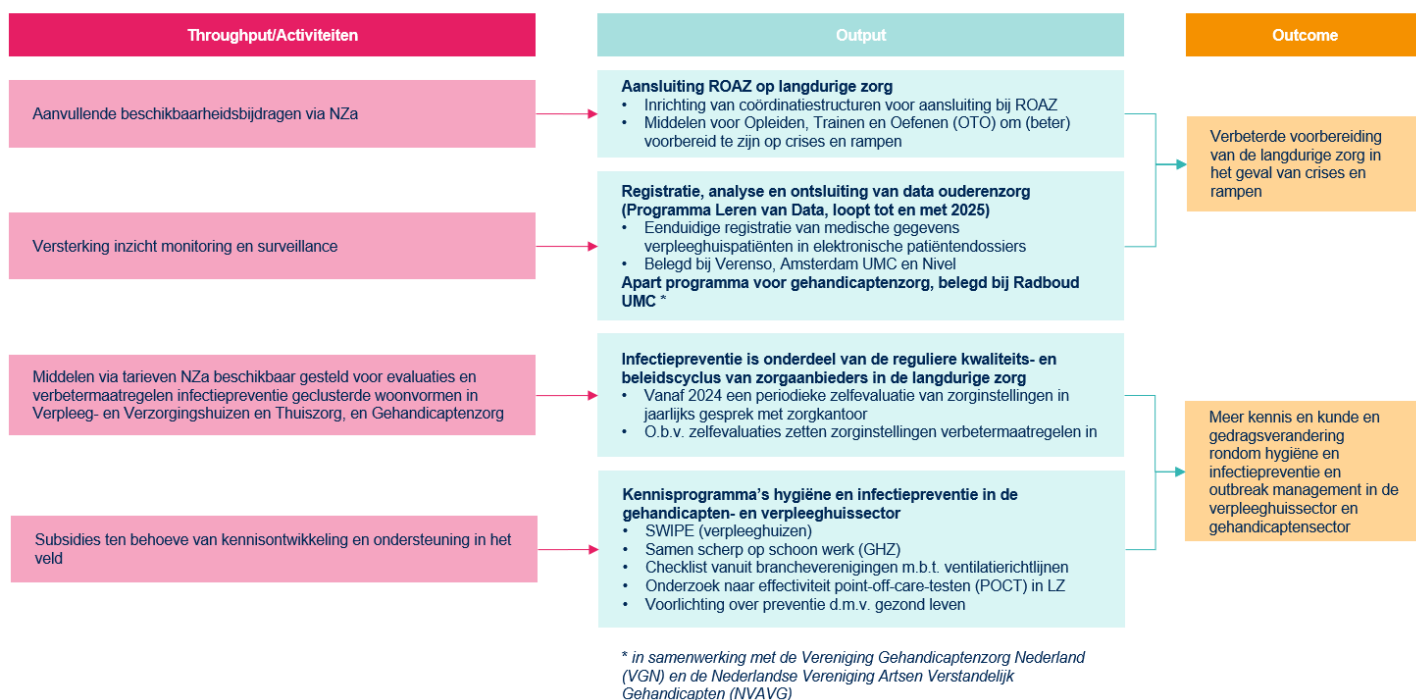 Throughput/Activiteiten
Output
Outcome
Aanvullende beschikbaarheidsbijdragen via NZa
Aansluiting ROAZ op langdurige zorg
• Inrichting van coördinatiestructuren voor aansluiting bij ROAZ
• Middelen voor Opleiden, Trainen en Oefenen (OTO) om (beter)
voorbereid te zijn op crises en rampen
Verbeterde voorbereiding
van de langdurige zorg in
het geval van crises en
rampen
Versterking inzicht monitoring en surveillance
Registratie, analyse en ontsluiting van data ouderenzorg
(Programma Leren van Data, loopt tot en met 2025)
• Eenduidige registratie van medische gegevens
verpleeghuispatiënten in elektronische patiëntendossiers
• Belegd bij Verenso, Amsterdam UMC en Nivel
Apart programma voor gehandicaptenzorg, belegd bij Radboud
UMC *
Middelen via tarieven NZa beschikbaar gesteld voor evaluaties en
verbetermaatregelen infectiepreventie geclusterde woonvormen in
Verpleeg- en Verzorgingshuizen en Thuiszorg, en Gehandicaptenzorg
Infectiepreventie is onderdeel van de reguliere kwaliteits- en
beleidscyclus van zorgaanbieders in de langdurige zorg
• Vanaf 2024 een periodieke zelfevaluatie van zorginstellingen in
jaarlijks gesprek met zorgkantoor
• O.b.v. zelfevaluaties zetten zorginstellingen verbetermaatregelen in
Meer kennis en kunde en
gedragsverandering
rondom hygiëne en
infectiepreventie en
outbreak management in de
verpleeghuissector en
gehandicaptensector
Subsidies ten behoeve van kennisontwikkeling en ondersteuning in het
veld
Kennisprogramma's hygiëne en infectiepreventie in de
gehandicapten- en verpleeghuissector
• SWIPE (verpleeghuizen)
• Samen scherp op schoon werk (GHZ)
• Checklist vanuit brancheverenigingen m.b.t. ventilatierichtlijnen
• Onderzoek naar effectiviteit point-off-care-testen (POCT) in LZ
• Voorlichting over preventie d.m.v. gezond leven
* in samenwerking met de Vereniging Gehandicaptenzorg Nederland
(VGN) en de Nederlandse Vereniging Artsen Verstandelijk
Gehandicapten (NVAVG)